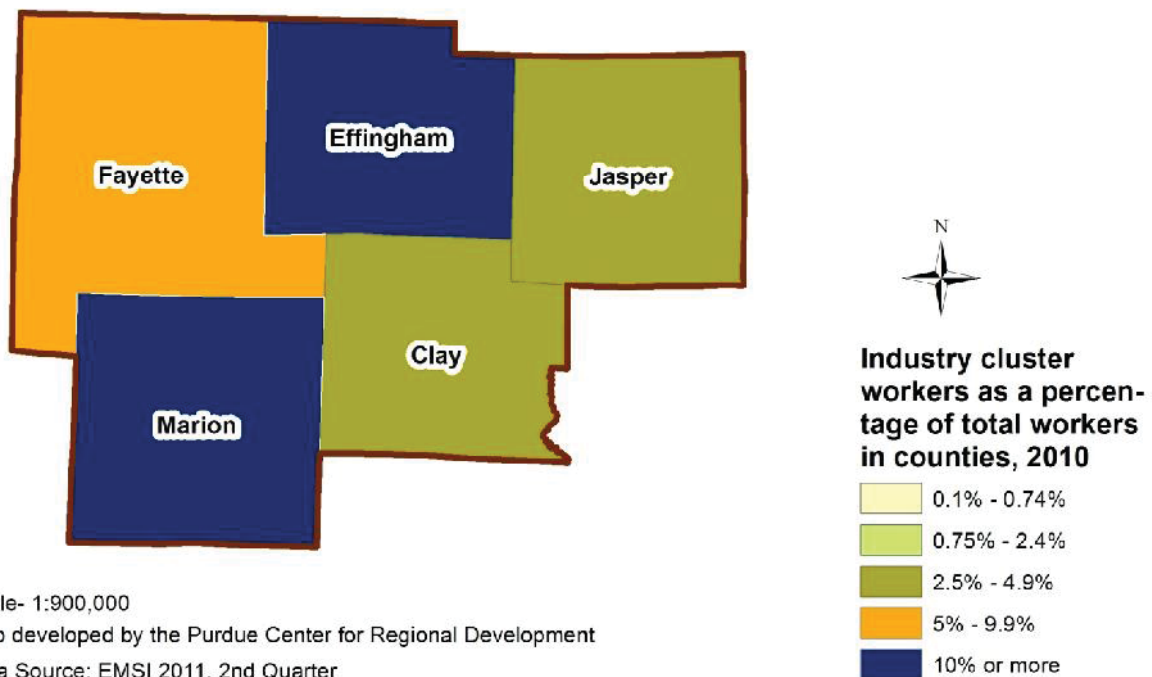 Effingham
Fayette
Jasper
Clay
Marion
N
Industry cluster
workers as a percen-
tage of total workers
in counties, 2010
0.1% - 0.74%
0.75% - 2.4%
2.5% - 4.9%
5% - 9.9%
10% or more
le- 1:900,000
developed by the Purdue Center for Regional Development
a Source: EMSI 2011, 2nd Quarter